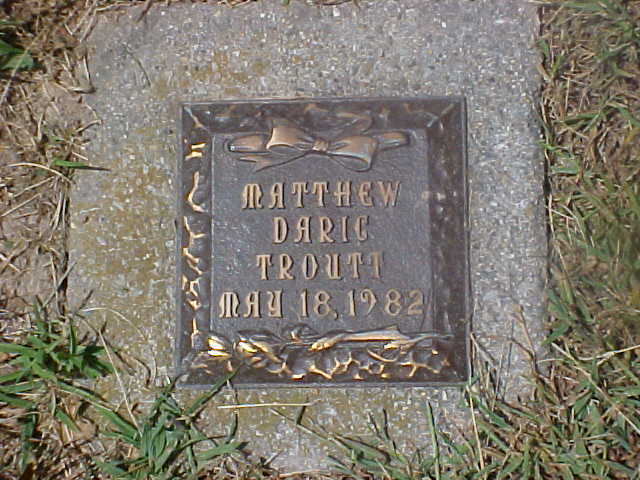 MATTHEW
DARIC
TROUTT
MAY 18, 1982